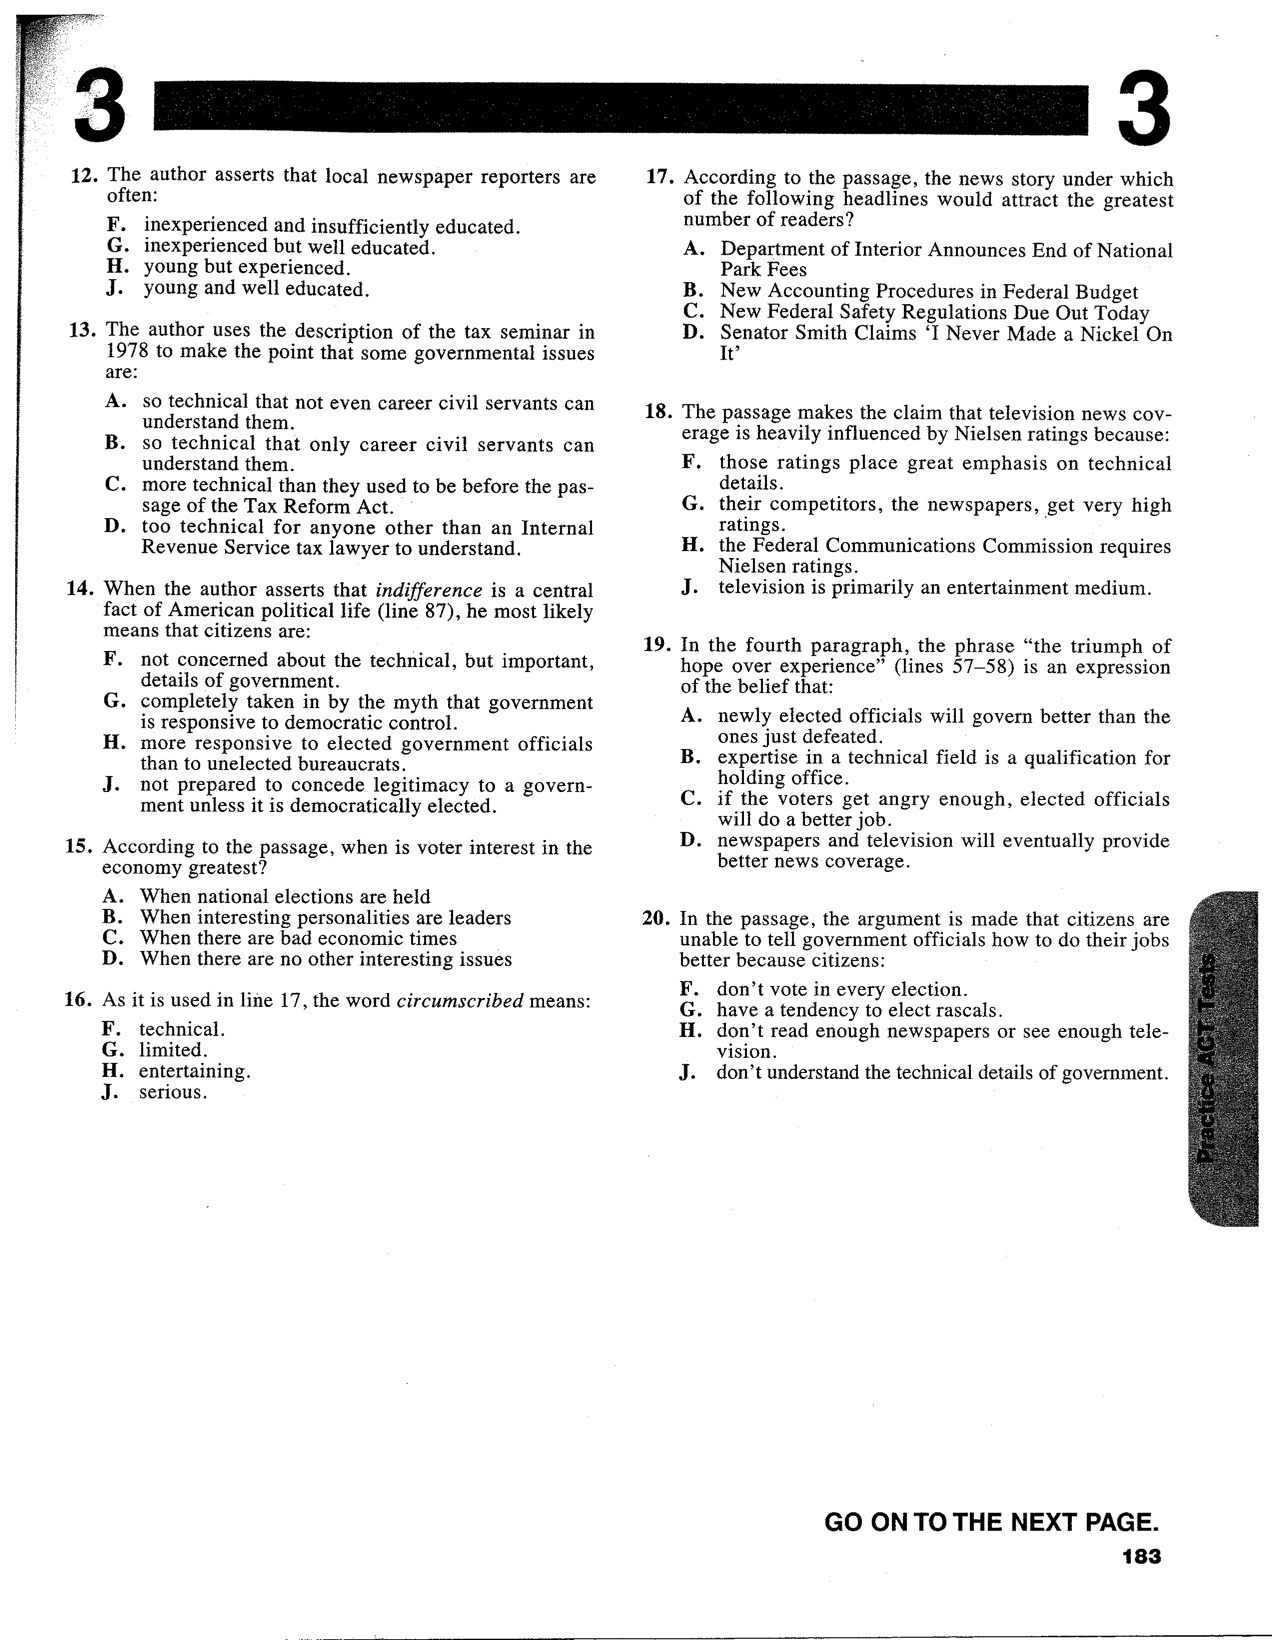 3
3
12. The author asserts that local newspaper reporters are
often:
F. inexperienced and insufficiently educated.
G. inexperienced but well educated.
H. young but experienced.
J. young and well educated.
13. The author uses the description of the tax seminar in
1978 to make the point that some governmental issues
are:
A. so technical that not even career civil servants can
understand them.
B. so technical that only career civil servants can
understand them.
C. more technical than they used to be before the pas-
sage of the Tax Reform Act.
D. too technical for anyone other than an Internal
Revenue Service tax lawyer to understand.
14. When the author asserts that indifference is a central
fact of American political life (line 87), he most likely
means that citizens are:
F. not concerned about the technical, but important,
details of government.
G. completely taken in by the myth that government
is responsive to democratic control.
H. more responsive to elected government officials
than to unelected bureaucrats.
J. not prepared to concede legitimacy to a govern-
ment unless it is democratically elected.
15. According to the passage, when is voter interest in the
economy greatest?
A. When national elections are held
B. When interesting personalities are leaders
C. When there are bad economic times
D. When there are no other interesting issues
16. As it is used in line 17, the word circumscribed means:
F. technical.
G. limited.
H. entertaining.
J. serious.
17. According to the passage, the news story under which
of the following headlines would attract the greatest
number of readers?
A. Department of Interior Announces End of National
Park Fees
B. New Accounting Procedures in Federal Budget
C. New Federal Safety Regulations Due Out Today
D. Senator Smith Claims ‘I Never Made a Nickel On
It’
18. The passage makes the claim that television news cov-
erage is heavily influenced by Nielsen ratings because:
F. those ratings place great emphasis on technical
details.
G. their competitors, the newspapers, get very high
ratings.
H. the Federal Communications Commission requires
Nielsen ratings.
J. television is primarily an entertainment medium.
19. In the fourth paragraph, the phrase “the triumph of
hope over experience” (lines 57–58) is an expression
of the belief that:
A. newly elected officials will govern better than the
ones just defeated.
B. expertise in a technical field is a qualification for
holding office.
C. if the voters get angry enough, elected officials
will do a better job.
D. newspapers and television will eventually provide
better news coverage.
20. In the passage, the argument is made that citizens are
unable to tell government officials how to do their jobs
better because citizens:
F. don’t vote in every election.
G. have a tendency to elect rascals.
H. don’t read enough newspapers or see enough tele-
vision.
J. don’t understand the technical details of government.
Practice ACT Tests
GO ON TO THE NEXT PAGE.
183